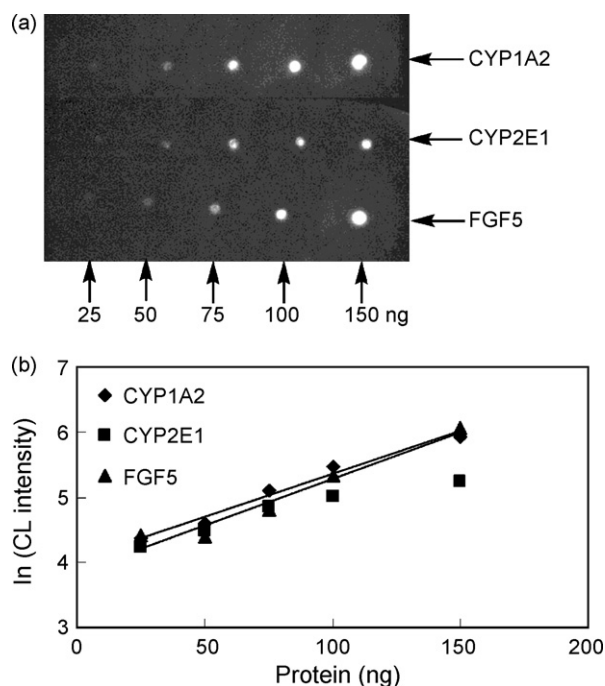 (a)
CYP1A2
CYP2E1
FGF5
25 50 75 100 150 ng
(b)
7
6
5
4
3
ln (CL intensity)
CYP1A2
CYP2E1
FGF5
0 50 100 150 200
Protein (ng)